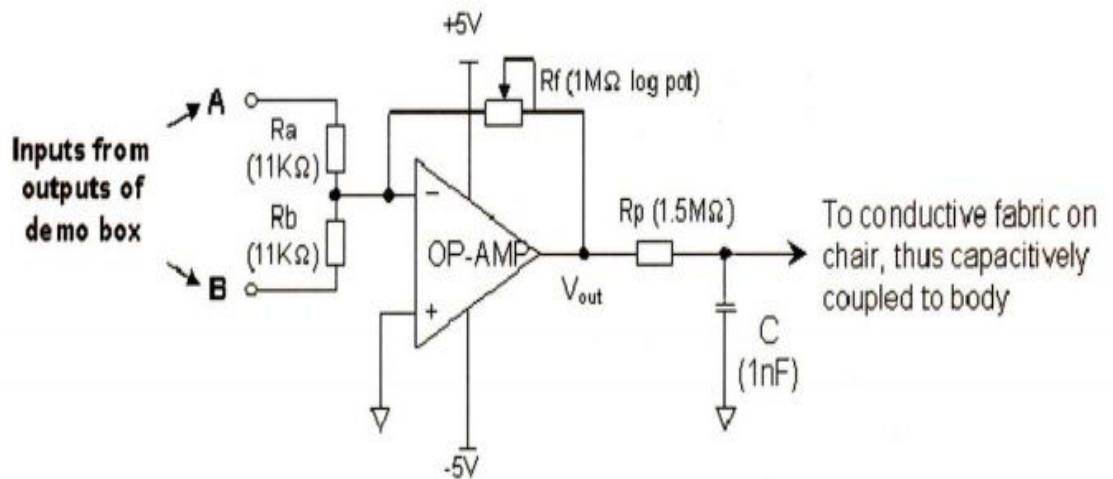 +5V
Rf (1MΩ log pot)
A
Ra
(11KΩ)
Inputs from
outputs of
demo box
Rb
(11KΩ)
B
−
+
OP-AMP
Vout
Rp (1.5MΩ)
To conductive fabric on
chair, thus capacitively
coupled to body
C
(1nF)
-5V